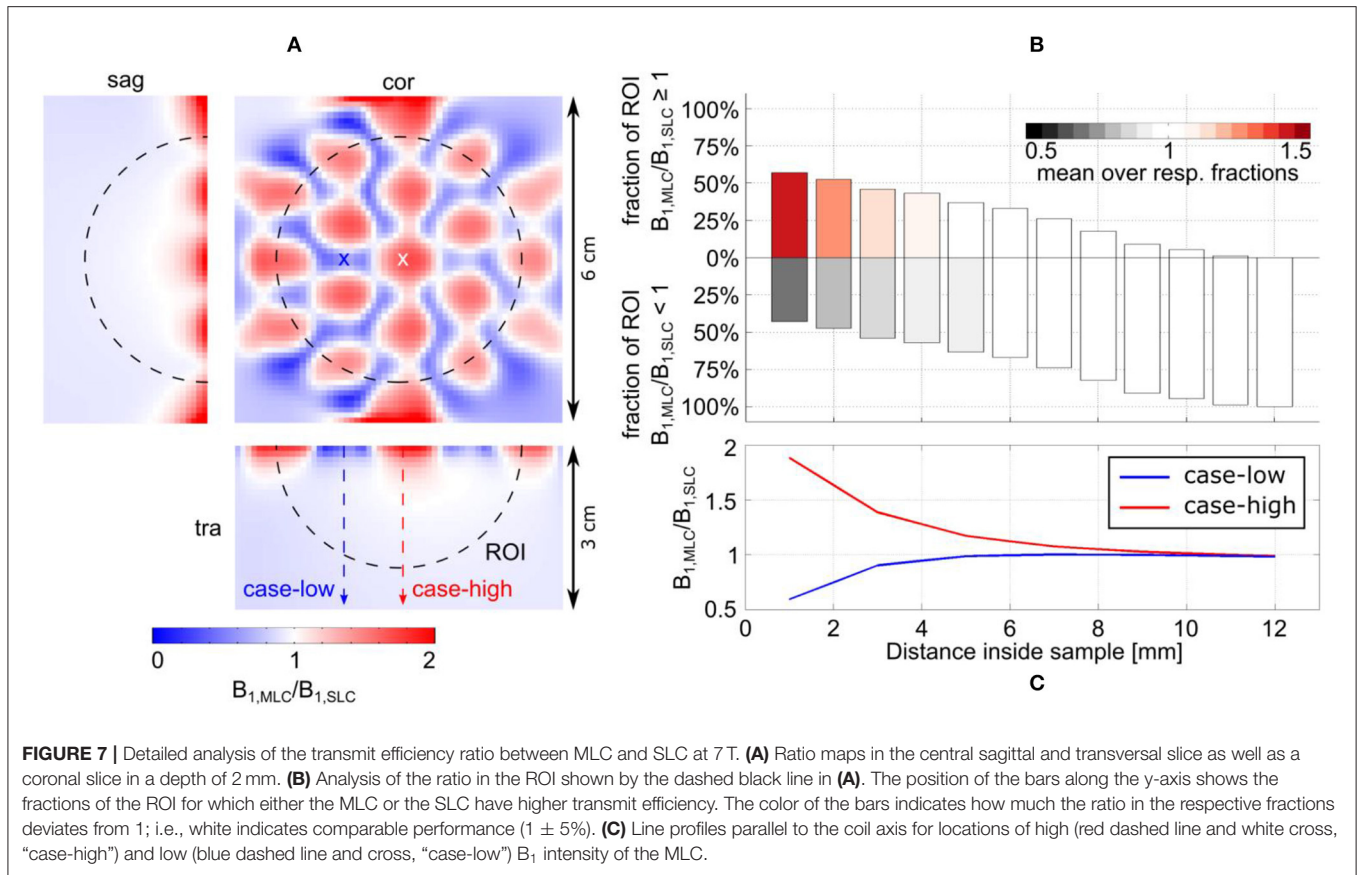 A
sag
cor
x
x
6 cm
tra
ROI
3 cm
case-low
case-high
0
1
2
B₁,MLC/B₁,SLC
B
fraction of ROI
B₁,MLC/B₁,SLC ≥ 1
100%
75%
50%
25%
0%
25%
50%
75%
100%
fraction of ROI
B₁,MLC/B₁,SLC < 1
0.5
1
1.5
mean over resp. fractions
B₁,MLC/B₁,SLC
2
1.5
1
0.5
case-low
case-high
0
2
4
6
8
10
12
Distance inside sample [mm]
C
FIGURE 7 | Detailed analysis of the transmit efficiency ratio between MLC and SLC at 7 T. (A) Ratio maps in the central sagittal and transversal slice as well as a
coronal slice in a depth of 2 mm. (B) Analysis of the ratio in the ROI shown by the dashed black line in (A). The position of the bars along the y-axis shows the
fractions of the ROI for which either the MLC or the SLC have higher transmit efficiency. The color of the bars indicates how much the ratio in the respective fractions
deviates from 1; i.e., white indicates comparable performance (1 ± 5%). (C) Line profiles parallel to the coil axis for locations of high (red dashed line and white cross,
“case-high”) and low (blue dashed line and cross, “case-low”) B₁ intensity of the MLC.